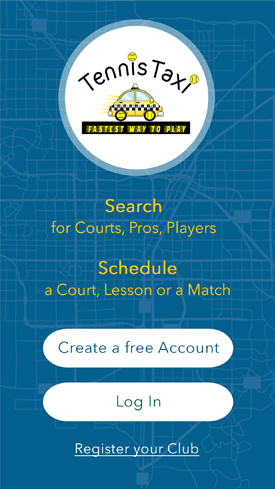 Tennis Taxi
FASTEST WAY TO PLAY
Search
for Courts, Pros, Players
Schedule
a Court, Lesson or a Match
Create a free Account
Log In
Register your Club